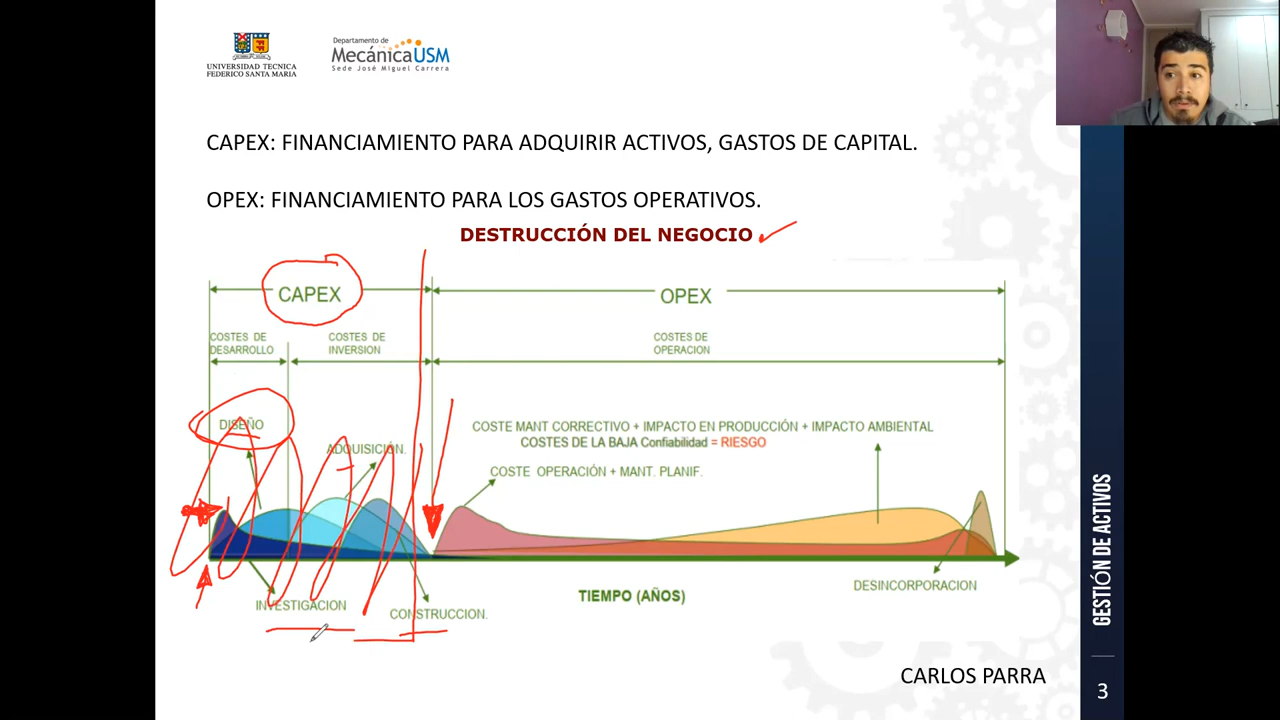 UNIVERSIDAD TECNICA
FEDERICO SANTA MARIA
Departamento de
MecánicaUSM
Sede José Miguel Carrera
CAPEX: FINANCIAMIENTO PARA ADQUIRIR ACTIVOS, GASTOS DE CAPITAL.
OPEX: FINANCIAMIENTO PARA LOS GASTOS OPERATIVOS.
DESTRUCCIÓN DEL NEGOCIO
CAPEX
OPEX
COSTES DE
DESARROLLO
COSTES DE
INVERSION
COSTES DE
OPERACION
DISEÑO
ADQUISICIÓN.
COSTE MANT CORRECTIVO + IMPACTO EN PRODUCCIÓN + IMPACTO AMBIENTAL
COSTES DE LA BAJA Confiabilidad = RIESGO
COSTE OPERACIÓN + MANT. PLANIF.
INVESTIGACION
CONSTRUCCION.
TIEMPO (AÑOS)
DESINCORPORACION
GESTIÓN DE ACTIVOS
CARLOS PARRA
3